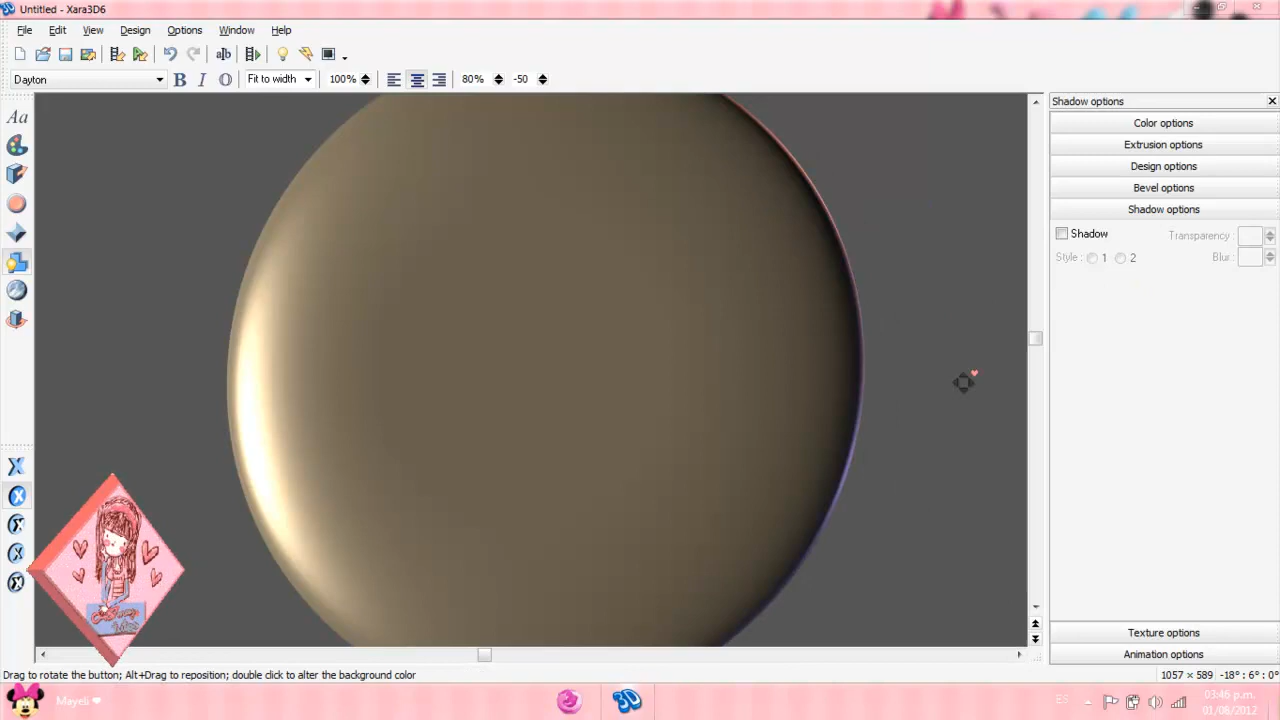 Untitled - Xara3D6
File Edit View Design Options Window Help
Dayton B I O Fit to width 100% 80% -50
Aa
Shadow options
Color options
Extrusion options
Design options
Bevel options
Shadow options
Shadow Transparency :
Style : 1 2 Blur :
Texture options
Animation options
Drag to rotate the button; Alt+Drag to reposition; double click to alter the background color
1057 × 589 -18° : 6° : 0°
Mayeli ❤
3D
ES
03:46 p.m.
01/08/2012